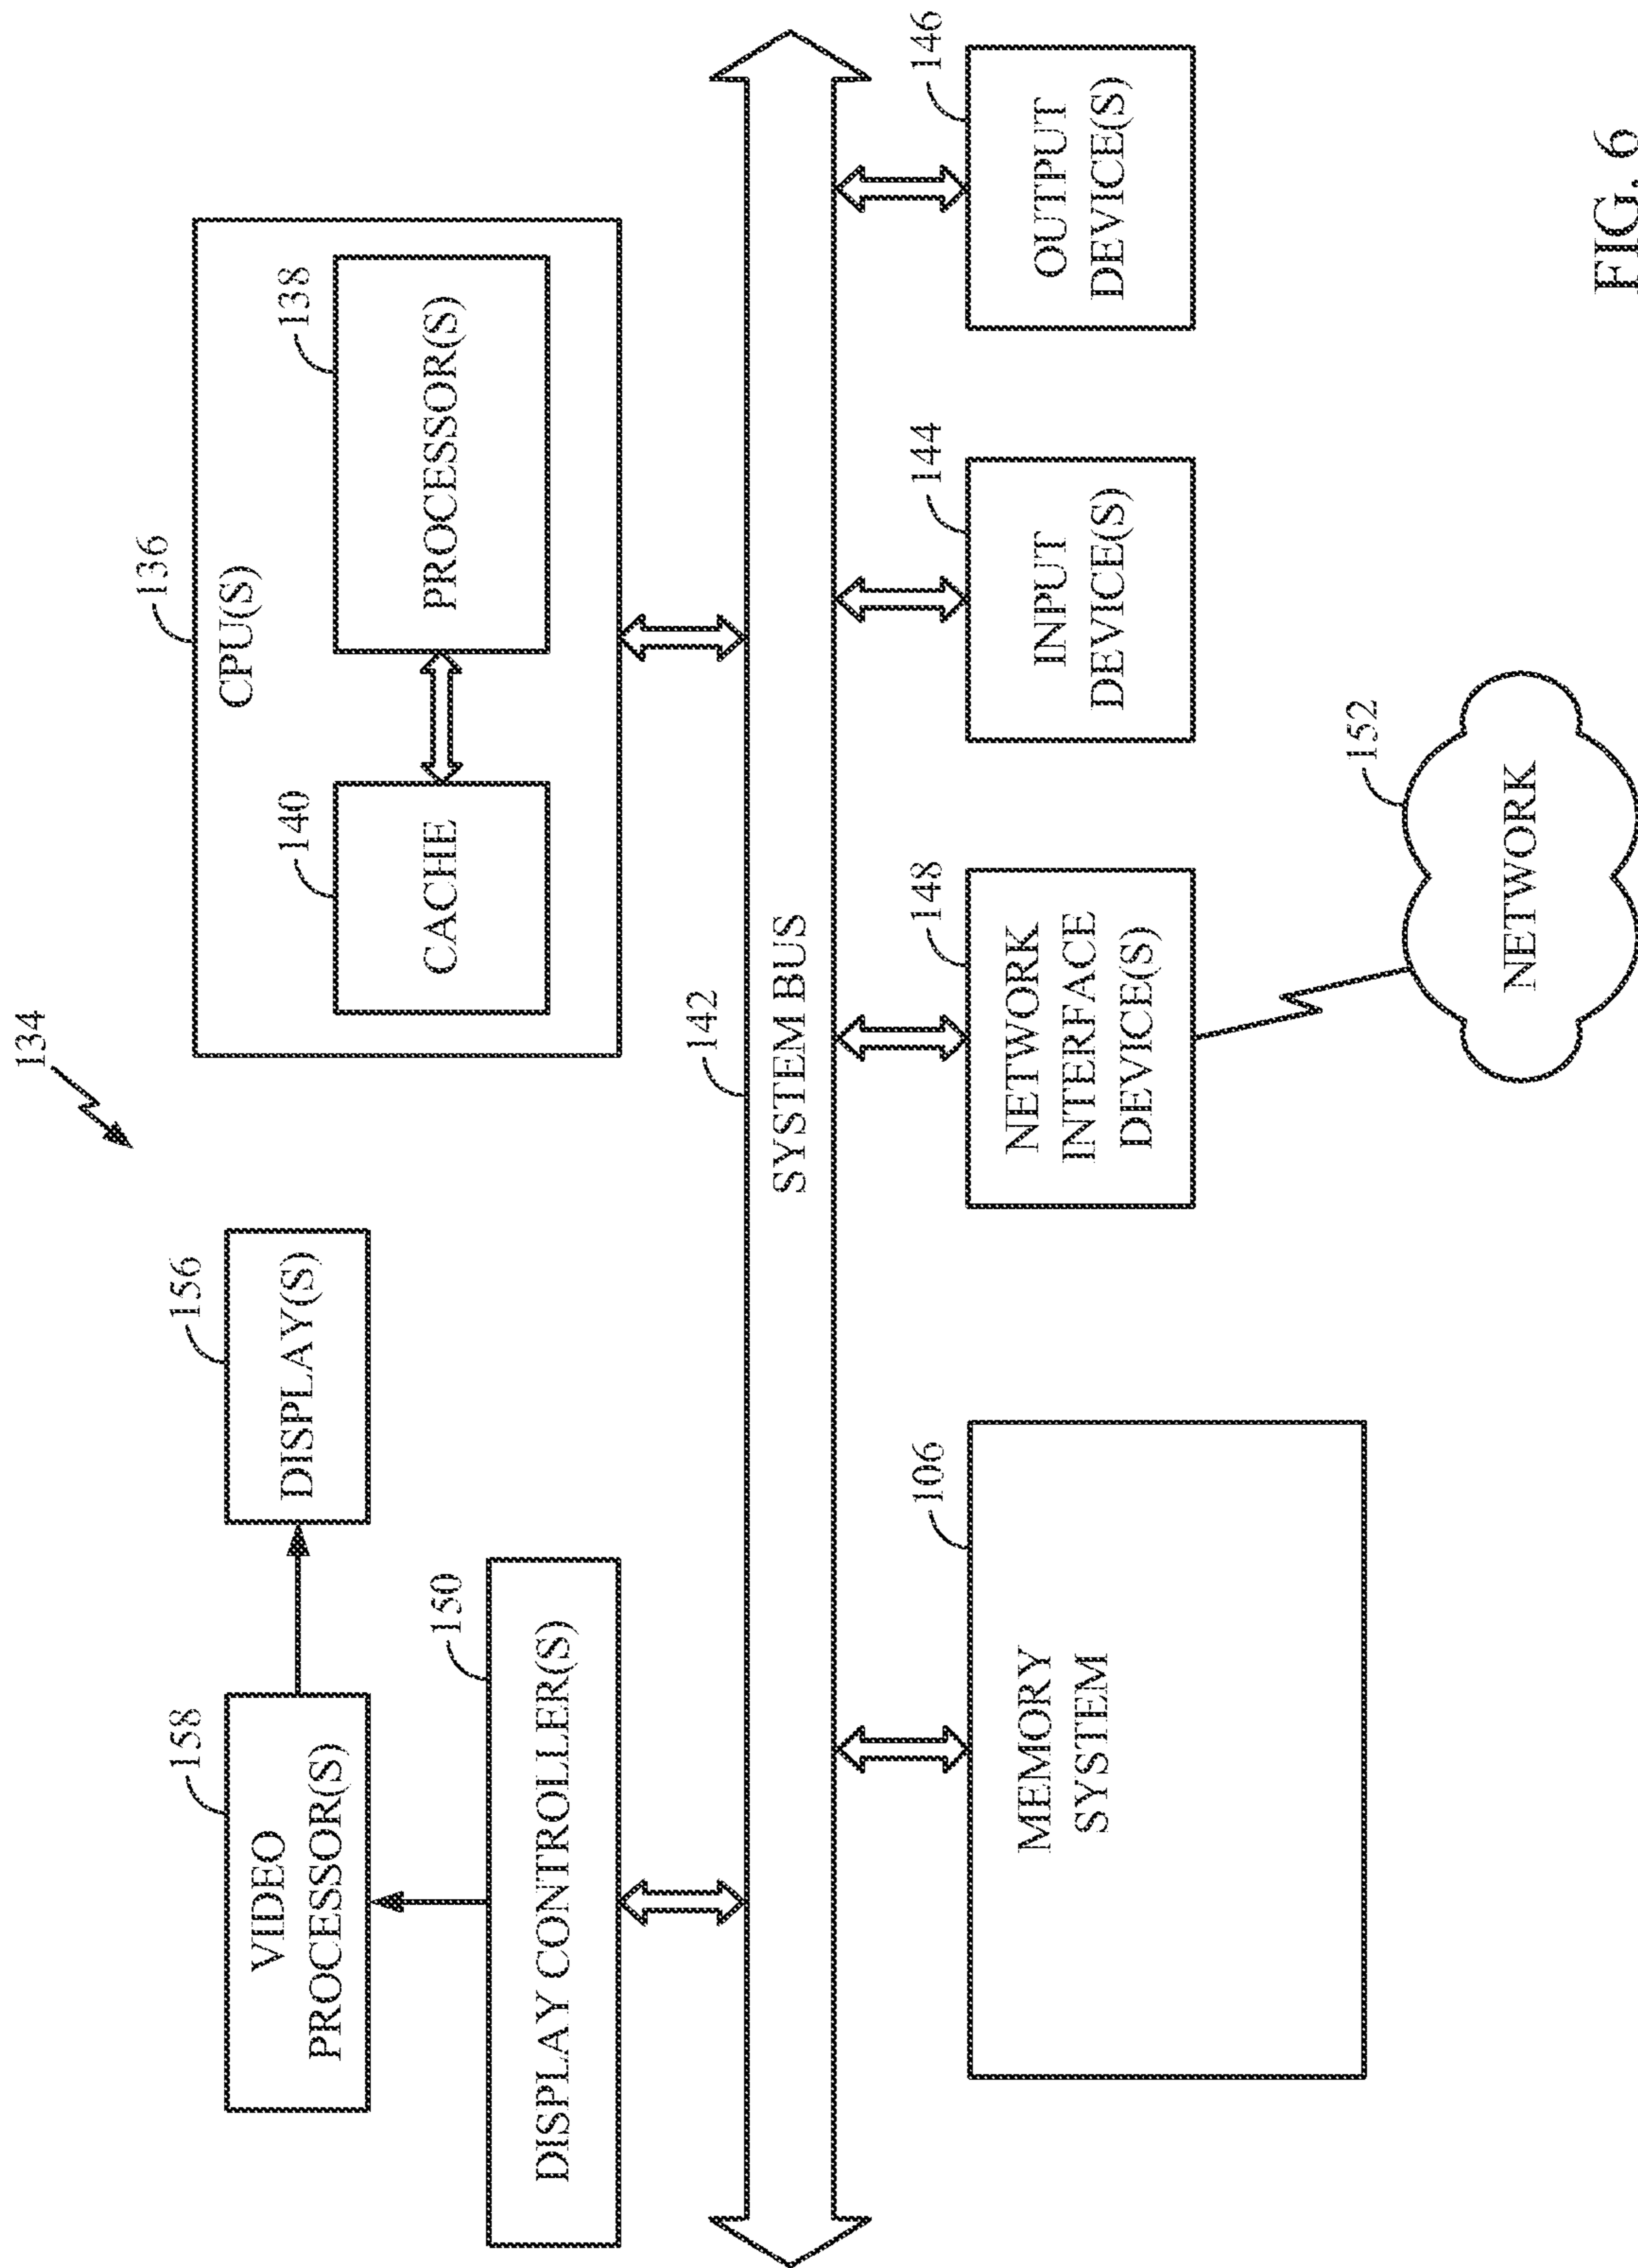 134
158
VIDEO
PROCESSOR(S)
156
DISPLAY(S)
136
CPU(S)
150
DISPLAY CONTROLLER(S)
140
CACHE
138
PROCESSOR(S)
142
SYSTEM BUS
106
MEMORY
SYSTEM
148
NETWORK
INTERFACE
DEVICE(S)
144
INPUT
DEVICE(S)
146
OUTPUT
DEVICE(S)
152
NETWORK
FIG. 6